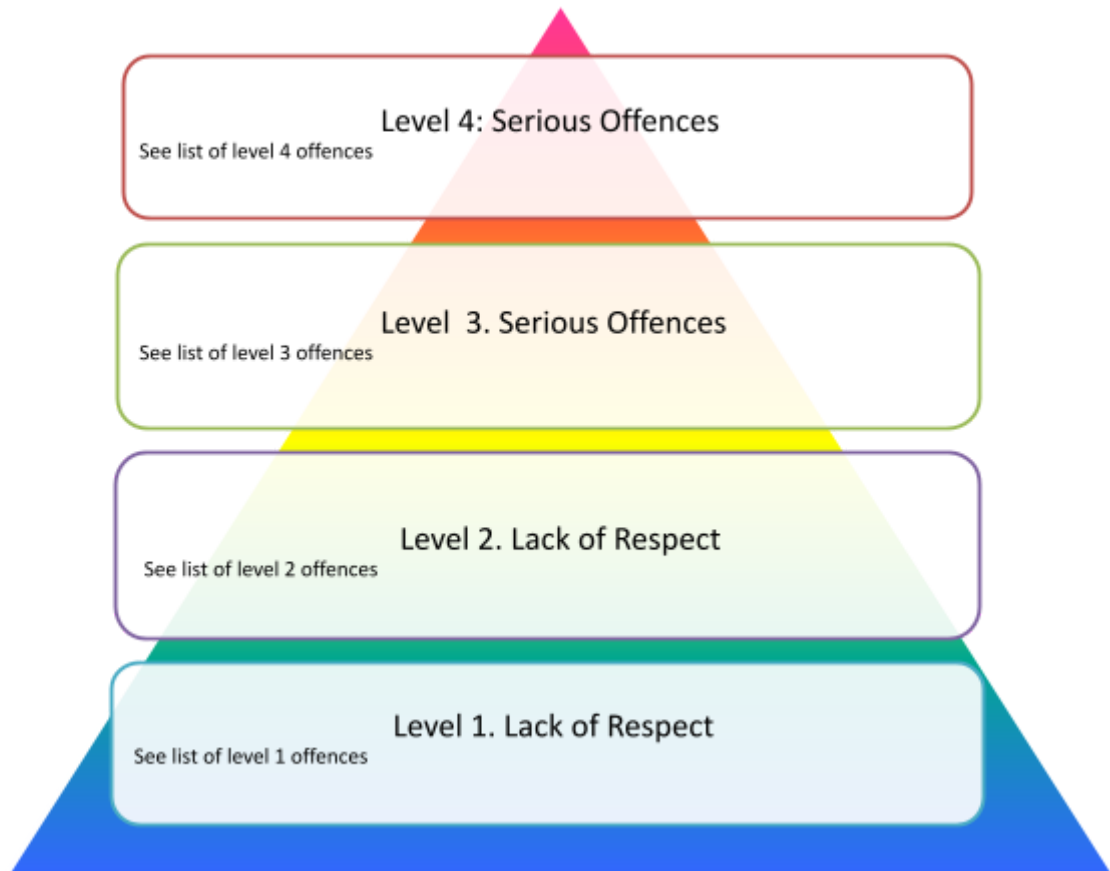 Level 4: Serious Offences
See list of level 4 offences
Level  3. Serious Offences
See list of level 3 offences
Level 2. Lack of Respect
See list of level 2 offences
Level 1. Lack of Respect
See list of level 1 offences